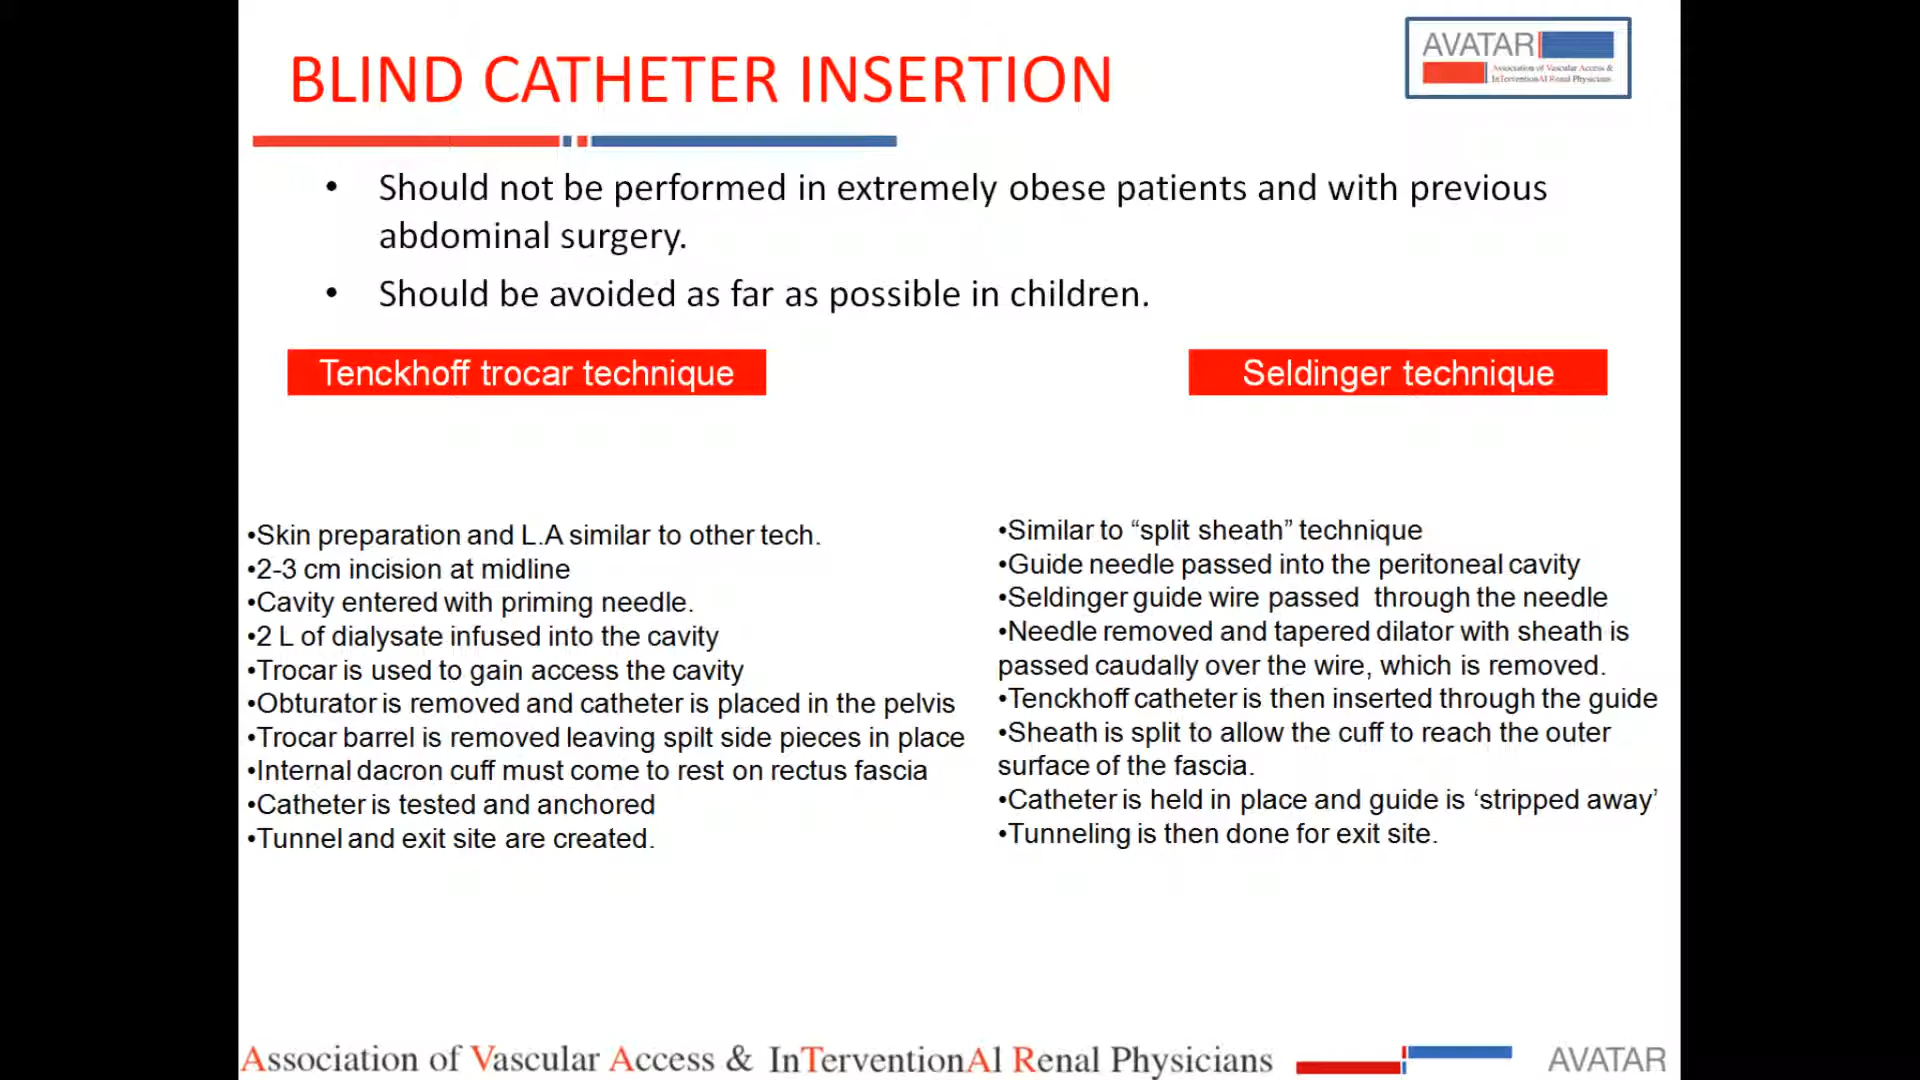 BLIND CATHETER INSERTION
AVATAR
Association of Vascular Access &
InTerventionAl Renal Physicians
• Should not be performed in extremely obese patients and with previous
abdominal surgery.
• Should be avoided as far as possible in children.
Tenckhoff trocar technique
•Skin preparation and L.A similar to other tech.
•2-3 cm incision at midline
•Cavity entered with priming needle.
•2 L of dialysate infused into the cavity
•Trocar is used to gain access the cavity
•Obturator is removed and catheter is placed in the pelvis
•Trocar barrel is removed leaving spilt side pieces in place
•Internal dacron cuff must come to rest on rectus fascia
•Catheter is tested and anchored
•Tunnel and exit site are created.
Seldinger technique
•Similar to “split sheath” technique
•Guide needle passed into the peritoneal cavity
•Seldinger guide wire passed through the needle
•Needle removed and tapered dilator with sheath is
passed caudally over the wire, which is removed.
•Tenckhoff catheter is then inserted through the guide
•Sheath is split to allow the cuff to reach the outer
surface of the fascia.
•Catheter is held in place and guide is ‘stripped away’
•Tunneling is then done for exit site.
Association of Vascular Access & InTerventionAl Renal Physicians
AVATAR